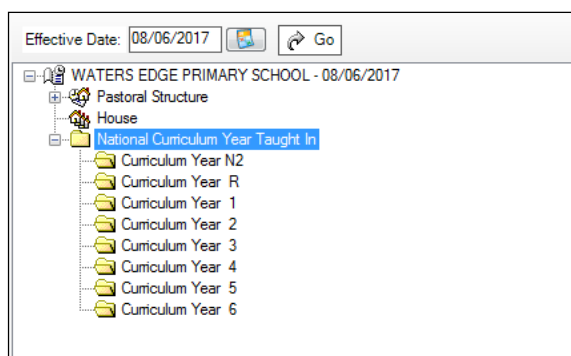 Effective Date: 08/06/2017 Go
WATERS EDGE PRIMARY SCHOOL - 08/06/2017
Pastoral Structure
House
National Curriculum Year Taught In
Curriculum Year N2
Curriculum Year R
Curriculum Year 1
Curriculum Year 2
Curriculum Year 3
Curriculum Year 4
Curriculum Year 5
Curriculum Year 6